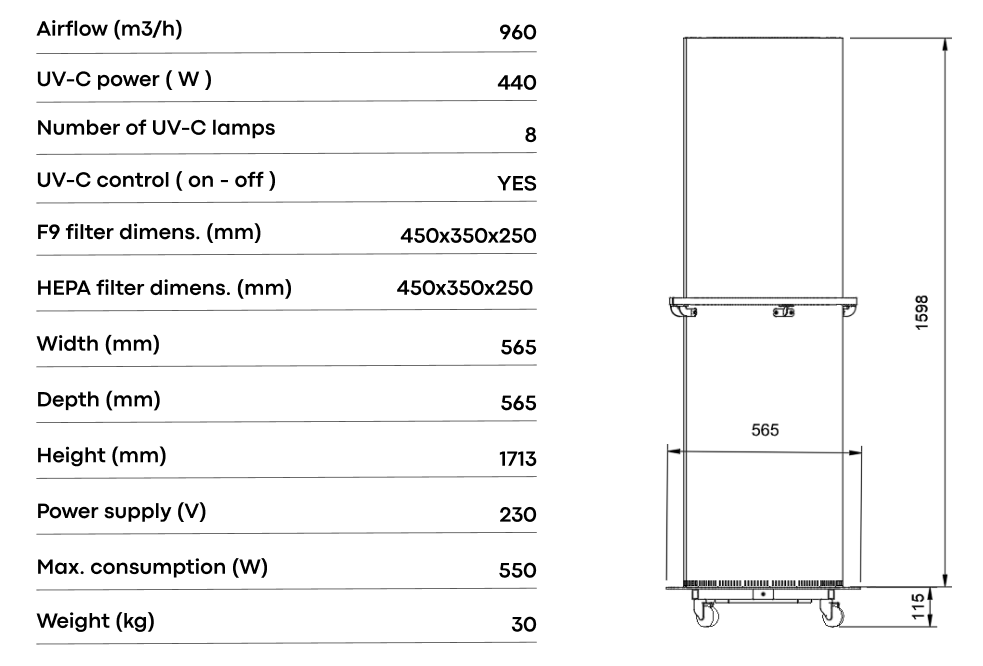 Airflow (m3/h) 960
UV-C power ( W ) 440
Number of UV-C lamps 8
UV-C control ( on - off ) YES
F9 filter dimens. (mm) 450x350x250
HEPA filter dimens. (mm) 450x350x250
Width (mm) 565
Depth (mm) 565
Height (mm) 1713
Power supply (V) 230
Max. consumption (W) 550
Weight (kg) 30
1598
565
115